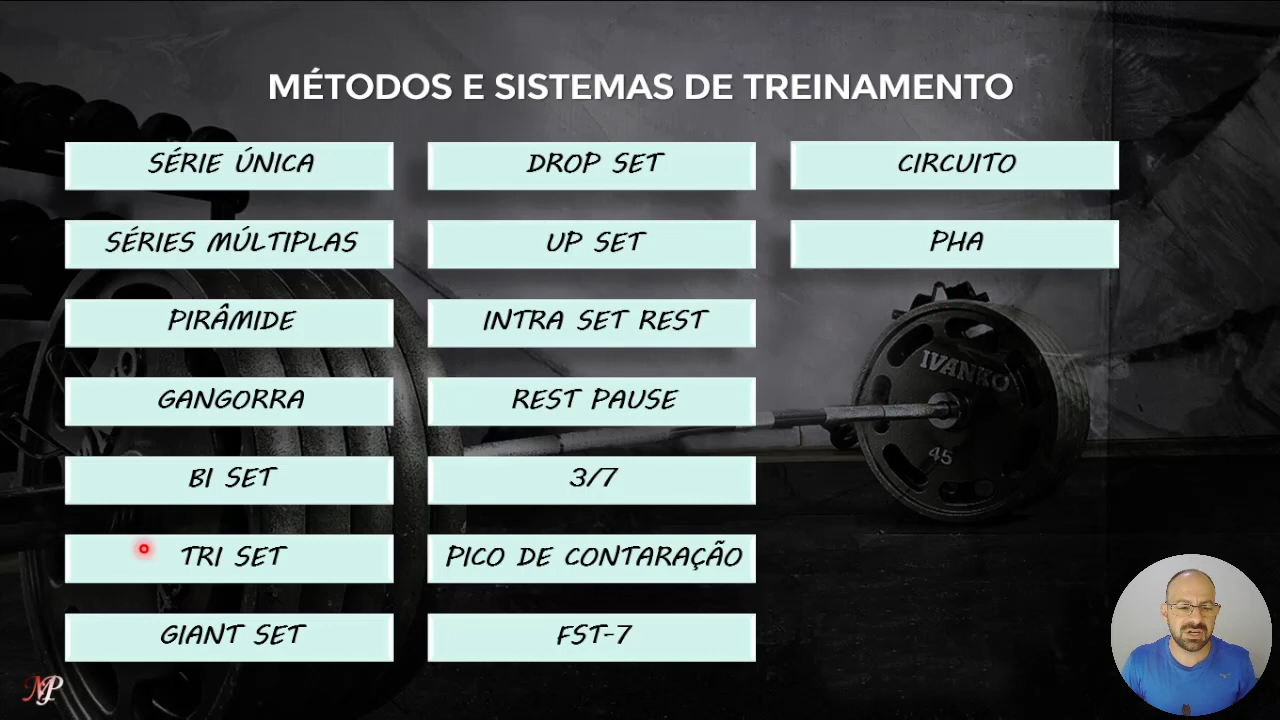 MÉTODOS E SISTEMAS DE TREINAMENTO
SÉRIE ÚNICA
SÉRIES MÚLTIPLAS
PIRÂMIDE
GANGORRA
BI SET
TRI SET
GIANT SET
DROP SET
UP SET
INTRA SET REST
REST PAUSE
3/7
PICO DE CONTARAÇÃO
FST-7
CIRCUITO
PHA
IVANKO
45
MP